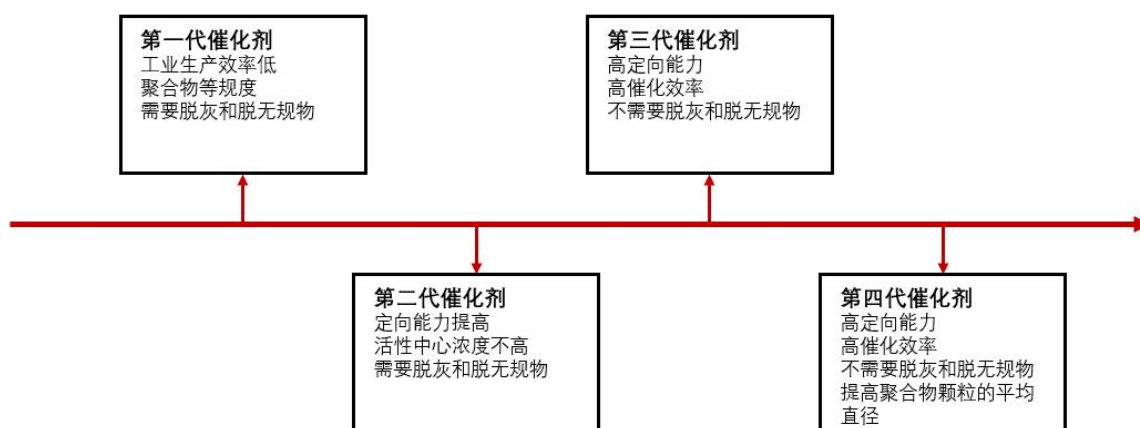 第一代催化剂
工业生产效率低
聚合物等规度
需要脱灰和脱无规物
第三代催化剂
高定向能力
高催化效率
不需要脱灰和脱无规物
第二代催化剂
定向能力提高
活性中心浓度不高
需要脱灰和脱无规物
第四代催化剂
高定向能力
高催化效率
不需要脱灰和脱无规物
提高聚合物颗粒的平均
直径